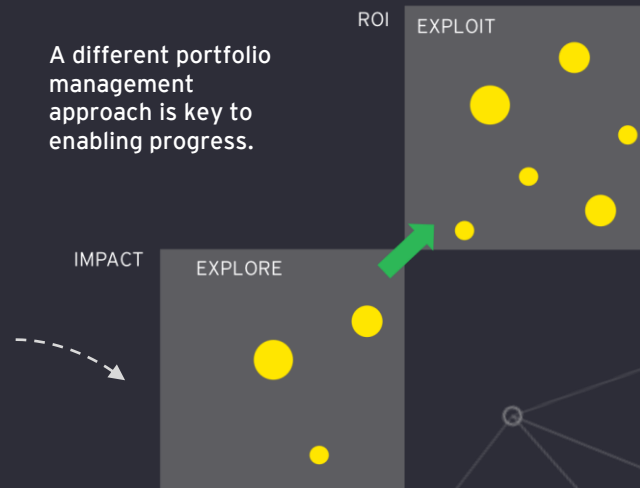 A different portfolio
management
approach is key to
enabling progress.
ROI
EXPLOIT
IMPACT
EXPLORE